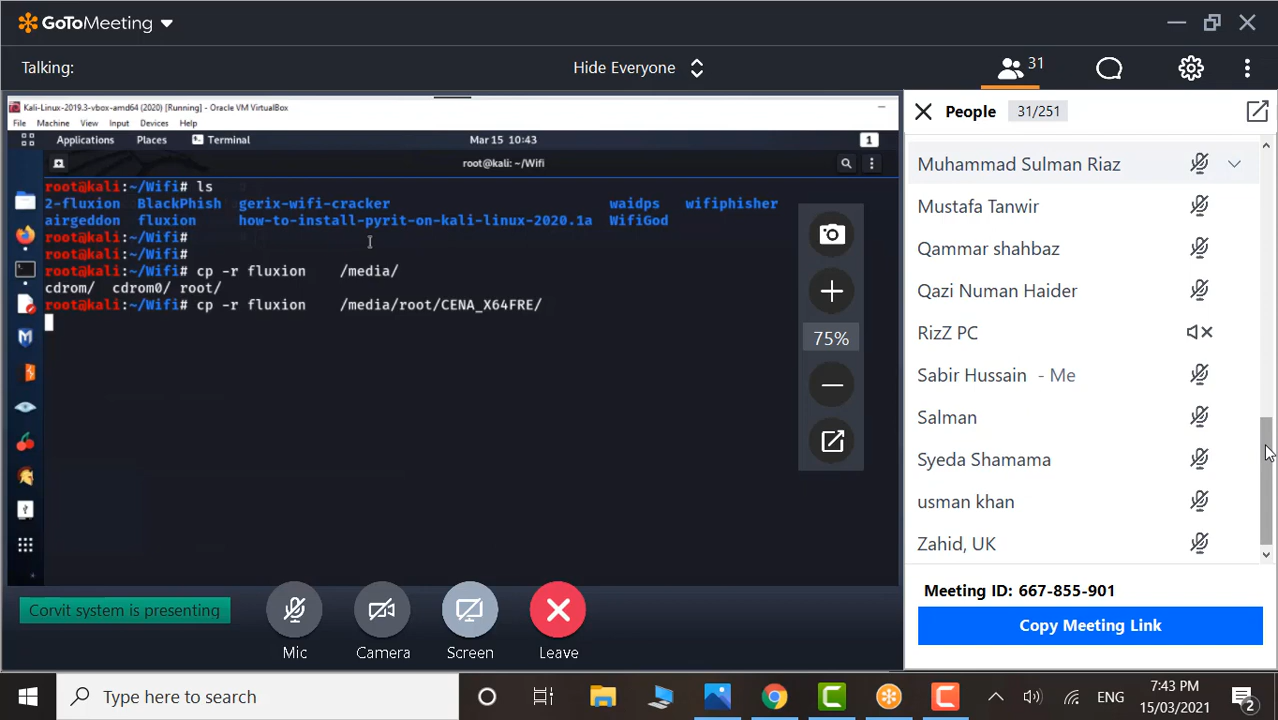 GoToMeeting
Talking:
Hide Everyone
31
Kali-Linux-2019.3-vbox-amd64 (2020) [Running] - Oracle VM VirtualBox
File Machine View Input Devices Help
Applications Places Terminal Mar 15 10:43 1
root@kali: ~/Wifi
root@kali:~/Wifi# ls
2-fluxion BlackPhish gerix-wifi-cracker waidps wifiphisher
airgeddon fluxion how-to-install-pyrit-on-kali-linux-2020.1a WifiGod
root@kali:~/Wifi#
root@kali:~/Wifi#
root@kali:~/Wifi# cp -r fluxion /media/
cdrom/ cdrom0/ root/
root@kali:~/Wifi# cp -r fluxion /media/root/CENA_X64FRE/
75%
Corvit system is presenting
Mic
Camera
Screen
Leave
People 31/251
Muhammad Sulman Riaz
Mustafa Tanwir
Qammar shahbaz
Qazi Numan Haider
RizZ PC
Sabir Hussain - Me
Salman
Syeda Shamama
usman khan
Zahid, UK
Meeting ID: 667-855-901
Copy Meeting Link
Type here to search
ENG
7:43 PM
15/03/2021
2